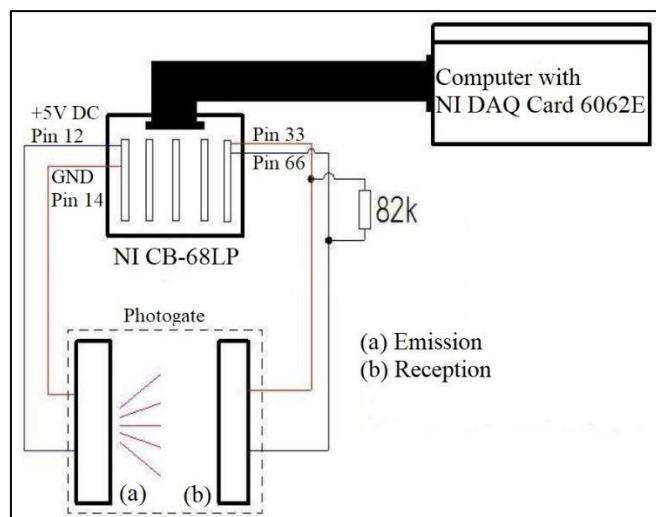 Computer with
NI DAQ Card 6062E
+5V DC
Pin 12
Pin 33
Pin 66
GND
Pin 14
82k
NI CB-68LP
Photogate
(a) Emission
(b) Reception
(a)
(b)